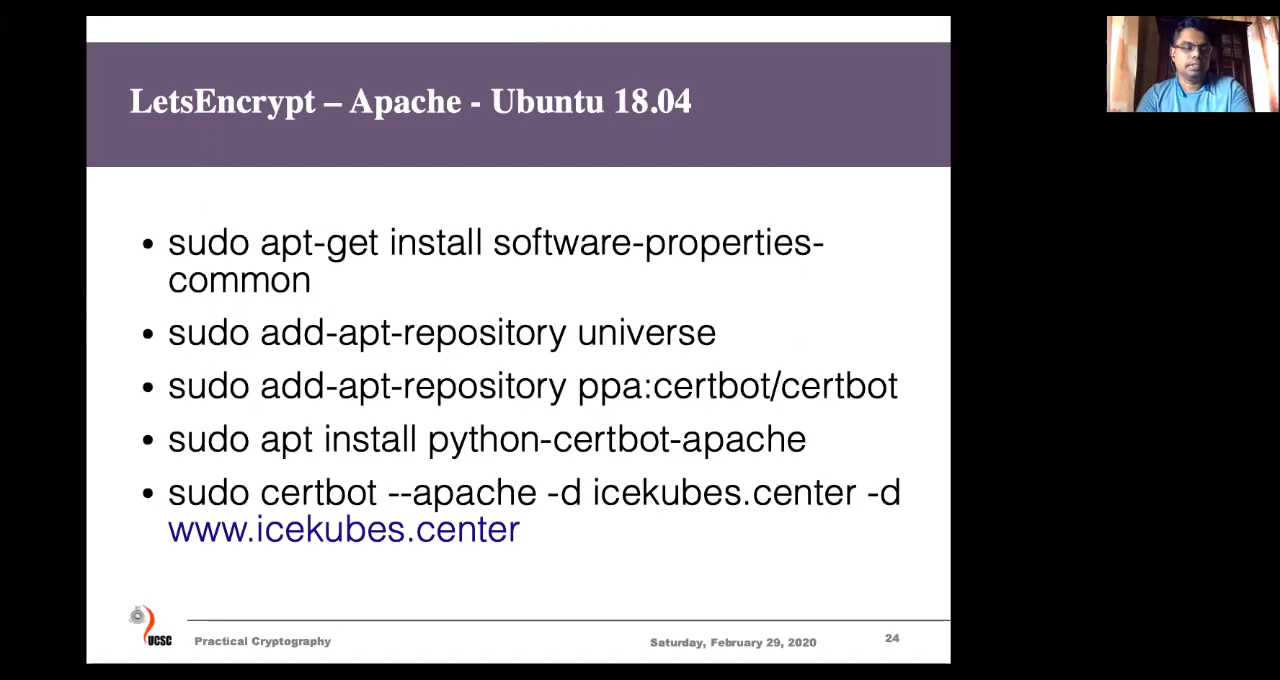 LetsEncrypt – Apache - Ubuntu 18.04
• sudo apt-get install software-properties-
common
• sudo add-apt-repository universe
• sudo add-apt-repository ppa:certbot/certbot
• sudo apt install python-certbot-apache
• sudo certbot --apache -d icekubes.center -d
www.icekubes.center
UCSC
Practical Cryptography
Saturday, February 29, 2020
24